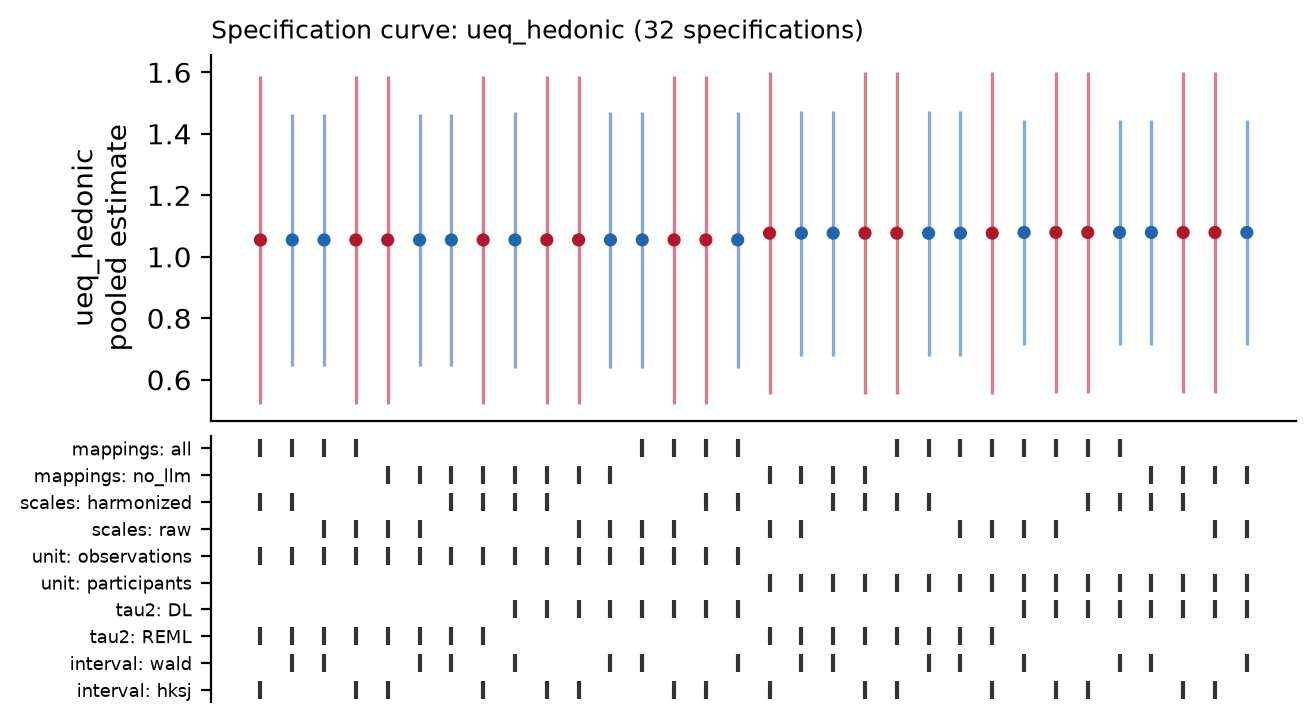 Specification curve: ueq_hedonic (32 specifications)
ueq_hedonic
pooled estimate
1.6
1.4
1.2
1.0
0.8
0.6
mappings: all
mappings: no_llm
scales: harmonized
scales: raw
unit: observations
unit: participants
tau2: DL
tau2: REML
interval: wald
interval: hksj